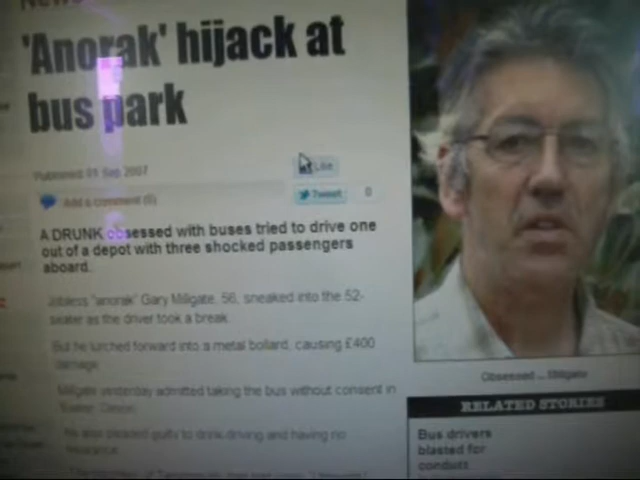 News
'Anorak' hijack at
bus park
Published: 01 Sep 2007
Like
Add a comment (0)
Tweet 0
A DRUNK obsessed with buses tried to drive one
out of a depot with three shocked passengers
aboard.
Jobless "anorak" Gary Millgate, 56, sneaked into the 52-
seater as the driver took a break.
But he lurched forward into a metal bollard, causing £400
damage.
Millgate yesterday admitted taking the bus without consent in
Exeter, Devon.
He also pleaded guilty to drink driving and having no
insurance.
Obsessed ... Millgate
RELATED STORIES
Bus drivers
blasted for
conduct